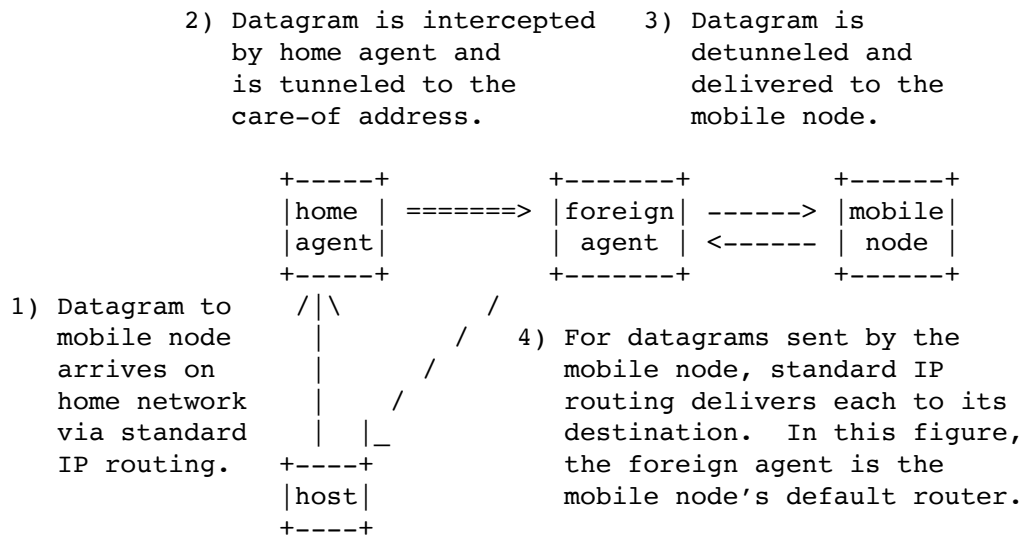 2) Datagram is intercepted   3) Datagram is
   by home agent and            detunneled and
   is tunneled to the           delivered to the
   care-of address.             mobile node.

                 +-----+          +-------+         +------+
                 |home | =======> |foreign| ------> |mobile|
                 |agent|          | agent | <------ | node |
                 +-----+          +-------+         +------+
1) Datagram to    /|\         /
   mobile node     |        /   4) For datagrams sent by the
   arrives on      |      /        mobile node, standard IP
   home network    |    /          routing delivers each to its
   via standard    |  |_           destination.  In this figure,
   IP routing.   +----+            the foreign agent is the
                 |host|            mobile node's default router.
                 +----+